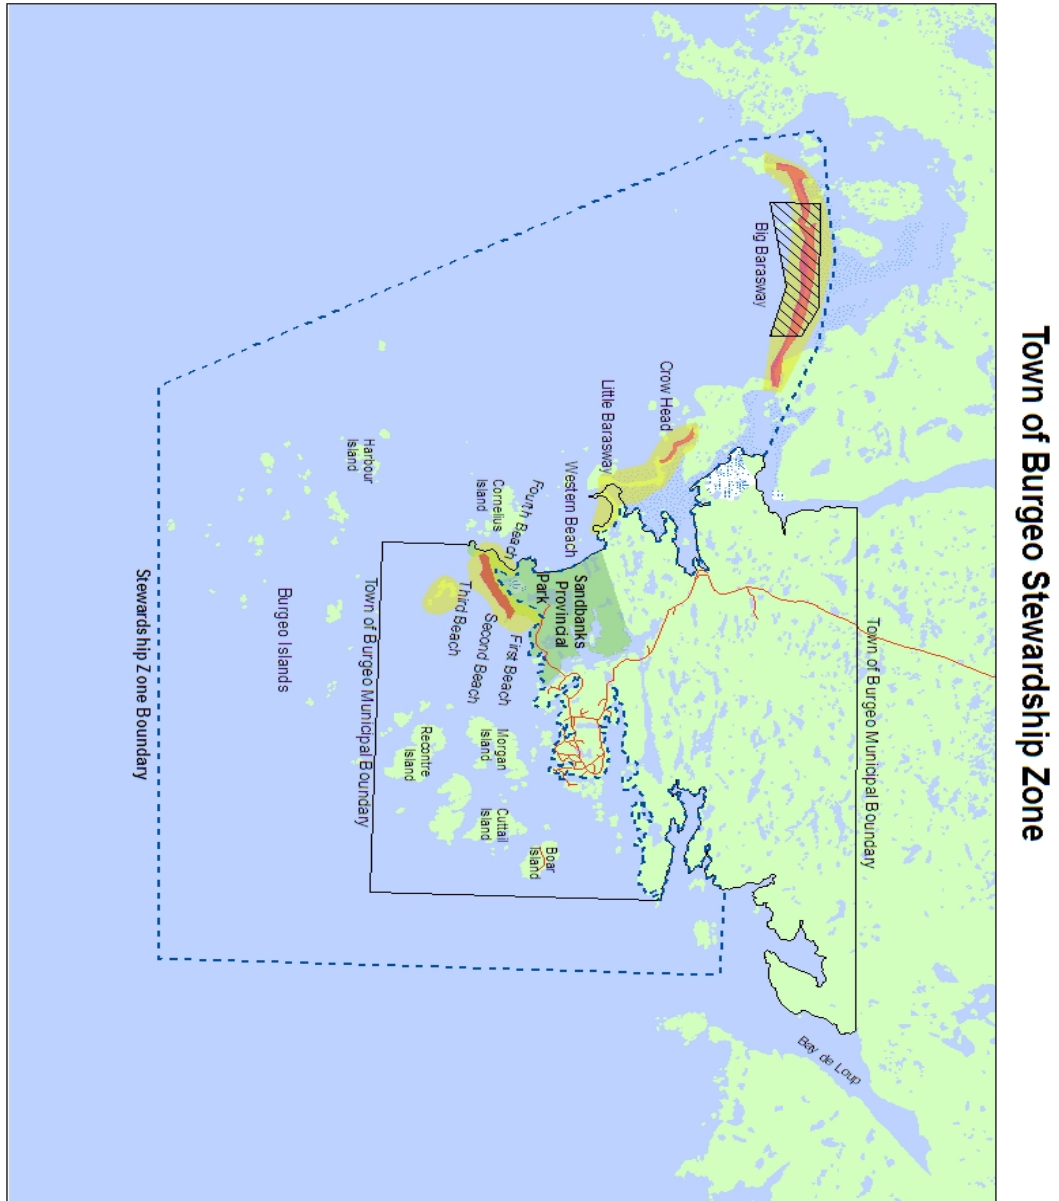 Town of Burgeo Stewardship Zone
Town of Burgeo Municipal Boundary
Bay de Loup
Big Barasway
Crow Head
Little Barasway
Western Beach
Sandbanks
Provincial
Park
Fourth Beach
Cornelius
Island
First Beach
Second Beach
Third Beach
Boar
Island
Morgan
Island
Cuttail
Island
Recontre
Island
Harbour
Island
Town of Burgeo Municipal Boundary
Burgeo Islands
Stewardship Zone Boundary